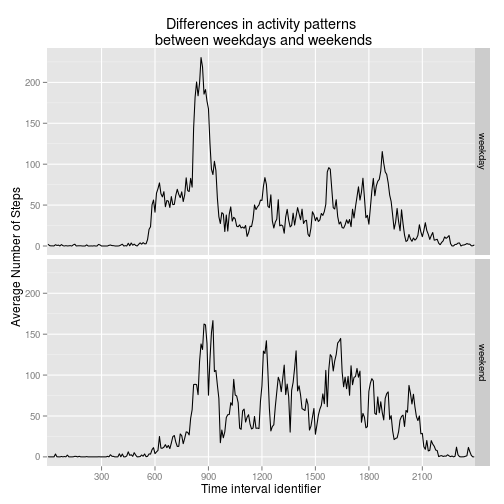 Differences in activity patterns
between weekdays and weekends
Average Number of Steps
200
150
100
50
0
weekday
200
150
100
50
0
weekend
300
600
900
1200
1500
1800
2100
Time interval identifier